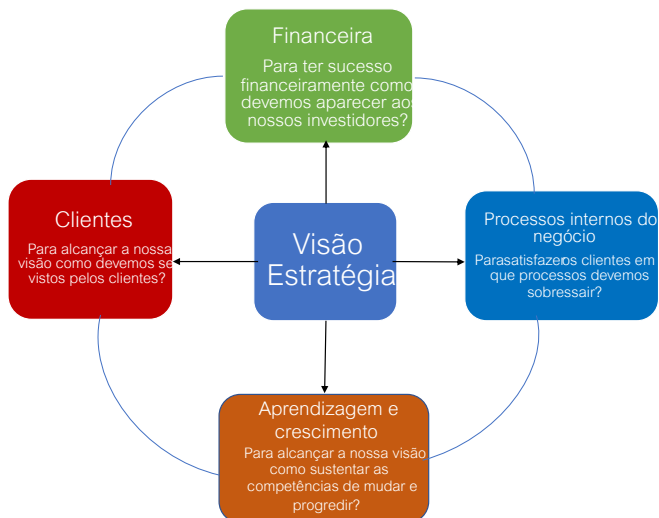 Financeira
Para ter sucesso
financeiramente como
devemos aparecer aos
nossos investidores?
Clientes
Para alcançar a nossa
visão como devemos se
vistos pelos clientes?
Visão
Estratégia
Processos internos do
negócio
Parasatisfazeros clientes em
que processos devemos
sobressair?
Aprendizagem e
crescimento
Para alcançar a nossa visão
como sustentar as
competências de mudar e
progredir?